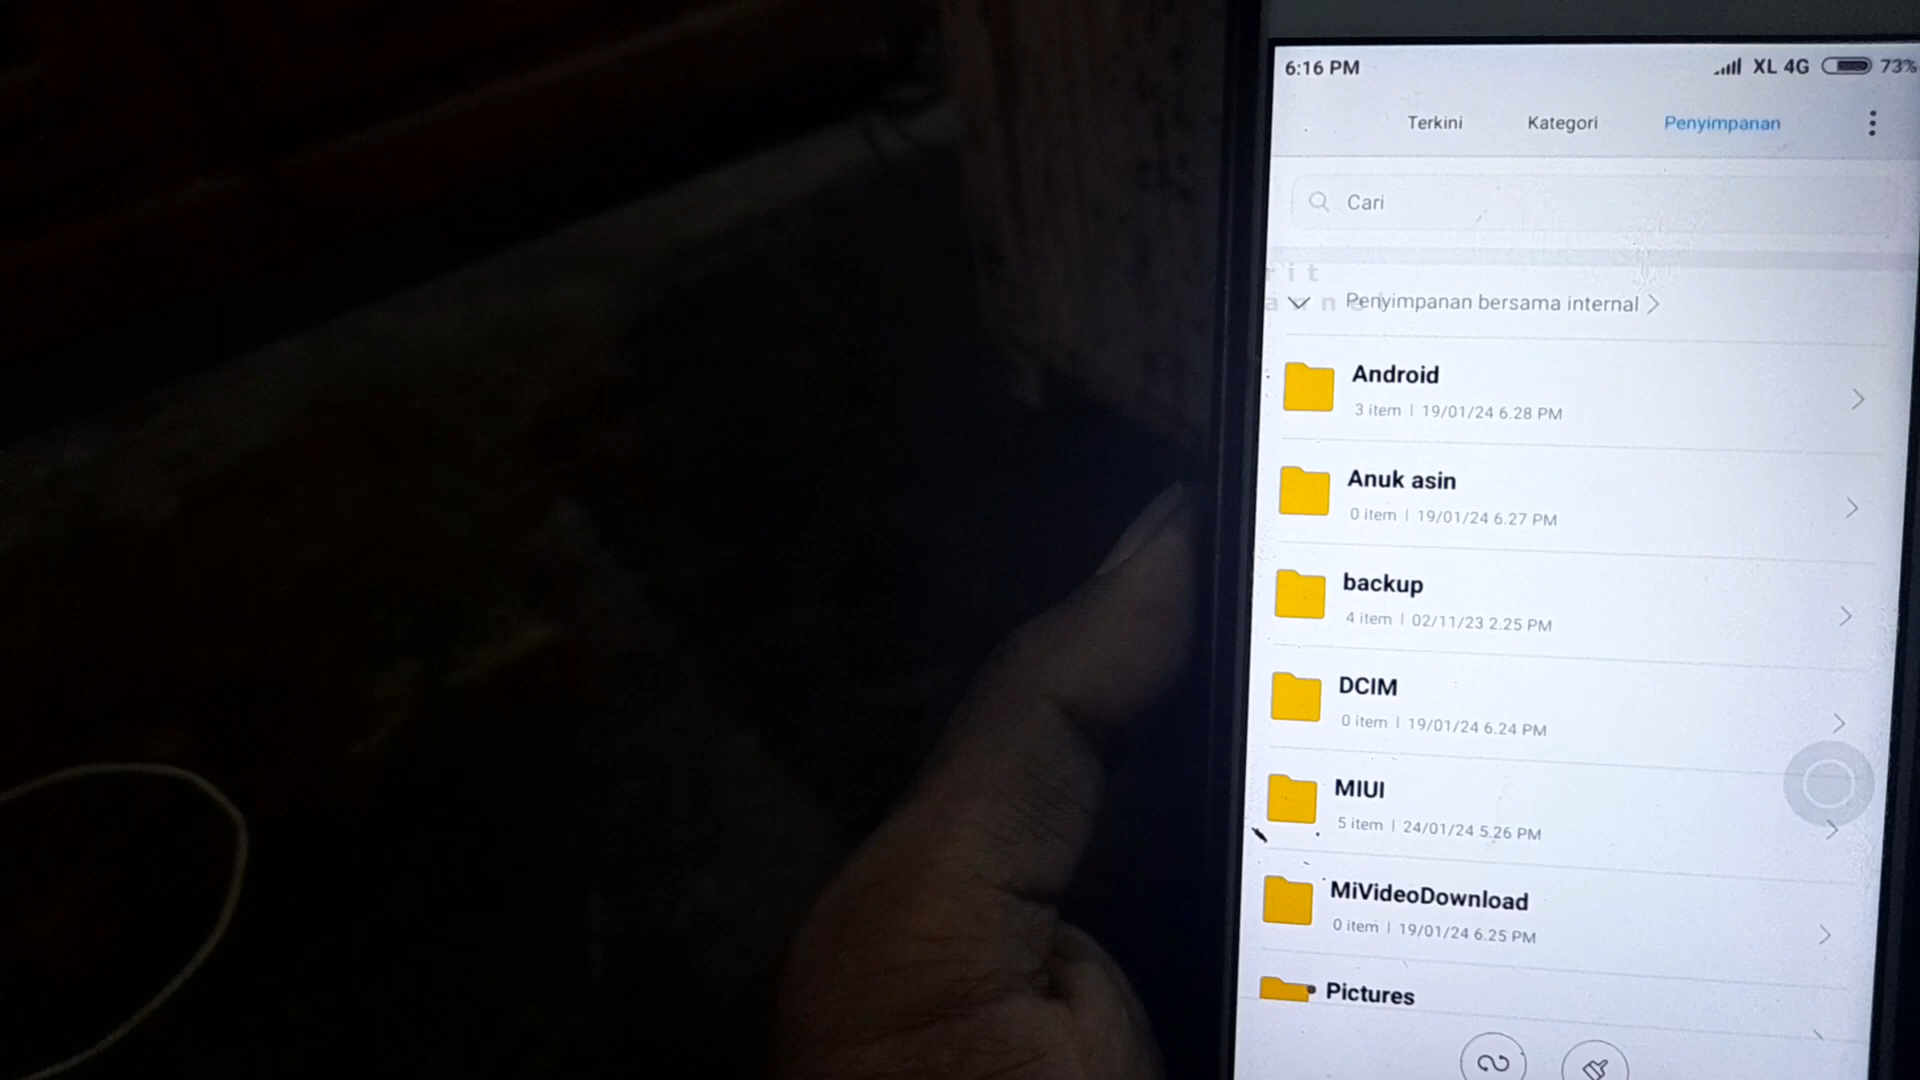 6:16 PM XL 4G 73%
Terkini Kategori Penyimpanan
Cari
Penyimpanan bersama internal
Android
3 item | 19/01/24 6.28 PM
Anuk asin
0 item | 19/01/24 6.27 PM
backup
4 item | 02/11/23 2.25 PM
DCIM
0 item | 19/01/24 6.24 PM
MIUI
5 item | 24/01/24 5.26 PM
MiVideoDownload
0 item | 19/01/24 6.25 PM
Pictures